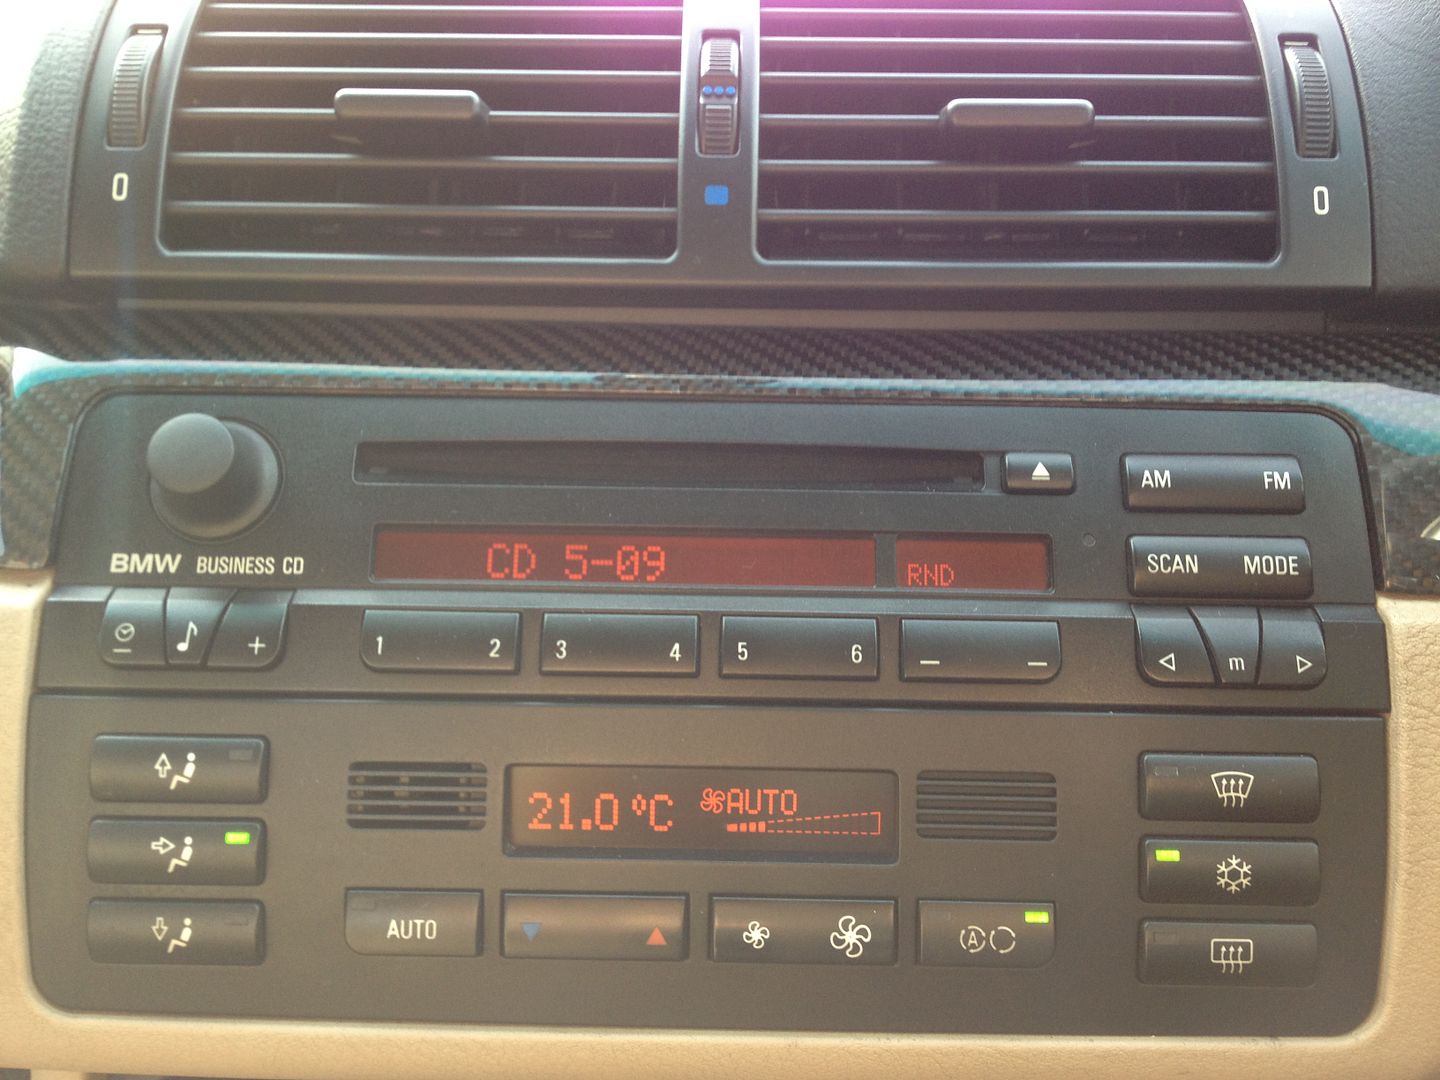 0
0
AM FM
BMW BUSINESS CD
CD 5-09
RND
SCAN MODE
+
1 2
3 4
5 6
— —
m
21.0 °C
AUTO
AUTO
A